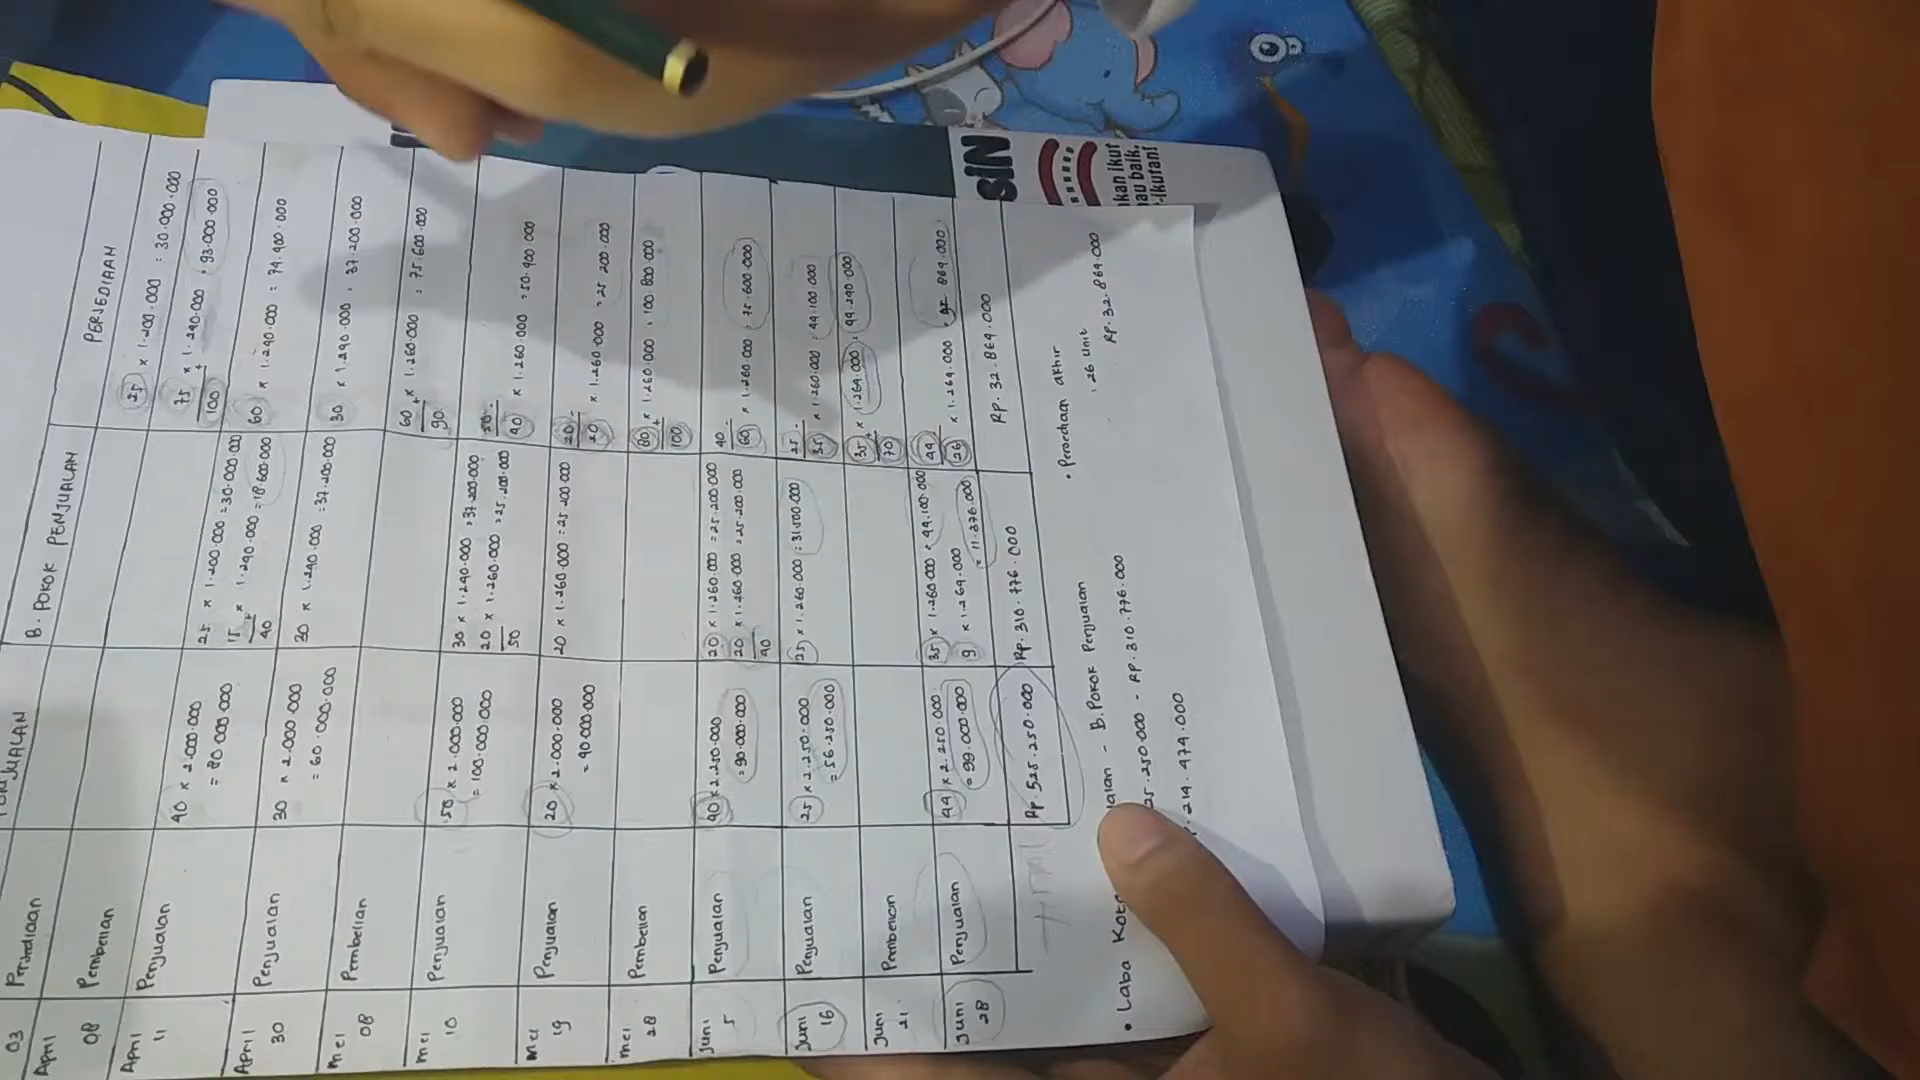 PENJUALAN
B. POKOK PENJUALAN
PERSEDIAAN
03
Persediaan
25 x 1.200.000 = 30.000.000
April
08
Pembelian
75 x 1.240.000 = 93.000.000
100
April
11
Penjualan
40 x 2.000.000
= 80.000.000
25 x 1.200.000 = 30.000.000
15 x 1.240.000 = 18.600.000
40
60 x 1.240.000 = 74.400.000
April
30
Penjualan
30 x 2.000.000
= 60.000.000
30 x 1.240.000 = 37.200.000
30 x 1.240.000 = 37.200.000
Mei
08
Pembelian
60 x 1.260.000 = 75.600.000
90
Mei
10
Penjualan
50 x 2.000.000
= 100.000.000
30 x 1.240.000 = 37.200.000
20 x 1.260.000 = 25.200.000
50
50 -
40 x 1.260.000 = 50.400.000
Mei
19
Penjualan
20 x 2.000.000
= 40.000.000
20 x 1.260.000 = 25.200.000
20 -
20 x 1.260.000 = 25.200.000
Mei
28
Pembelian
80 x 1.260.000 = 100.800.000
100
Juni
5
Penjualan
40 x 2.250.000
= 90.000.000
20 x 1.260.000 = 25.200.000
20 x 1.260.000 = 25.200.000
40
40
60 x 1.260.000 = 75.600.000
Juni
16
Penjualan
25 x 2.250.000
= 56.250.000
25 x 1.260.000 = 31.500.000
25 -
35 x 1.260.000 = 44.100.000
Juni
21
Pembelian
35 x 1.264.000 = 44.240.000
70
Juni
28
Penjualan
44 x 2.250.000
= 99.000.000
35 x 1.260.000 = 44.100.000
9 x 1.264.000 = 11.376.000
44 -
26 x 1.264.000 = 32 864.000
Rp. 525.250.000
Rp. 310.776.000
Rp. 32.864.000
• Laba Kotor
ualan - B. Pokok Penjualan
25.250.000 - Rp. 310.776.000
. 214.474.000
• Persediaan akhir
: 26 Unit
Rp. 32.864.000
SIN
kan ikut
au baik.
-ikutan!